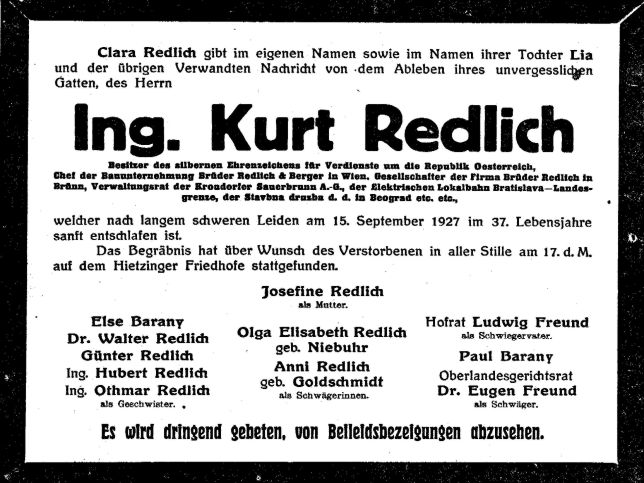 Clara Redlich gibt im eigenen Namen sowie im Namen ihrer Tochter Lia
und der übrigen Verwandten Nachricht von dem Ableben ihres unvergesslichen
Gatten, des Herrn
Ing. Kurt Redlich
Besitzer des silbernen Ehrenzeichens für Verdienste um die Republik Oesterreich,
Chef der Bauunternehmung Brüder Redlich & Berger in Wien, Gesellschafter der Firma Brüder Redlich in
Brünn, Verwaltungsrat der Krondorfer Sauerbrunn A.-G., der Elektrischen Lokalbahn Bratislava—Landes-
grenze, der Stavbna druzba d. d. in Beograd etc. etc.,
welcher nach langem schweren Leiden am 15. September 1927 im 37. Lebensjahre
sanft entschlafen ist.
Das Begräbnis hat über Wunsch des Verstorbenen in aller Stille am 17. d. M.
auf dem Hietzinger Friedhofe stattgefunden.
Josefine Redlich
als Mutter.
Else Barany
Dr. Walter Redlich
Günter Redlich
Ing. Hubert Redlich
Ing. Othmar Redlich
als Geschwister.
Olga Elisabeth Redlich
geb. Niebuhr
Anni Redlich
geb. Goldschmidt
als Schwägerinnen.
Hofrat Ludwig Freund
als Schwiegervater.
Paul Barany
Oberlandesgerichtsrat
Dr. Eugen Freund
als Schwäger.
Es wird dringend gebeten, von Beileidsbezeigungen abzusehen.